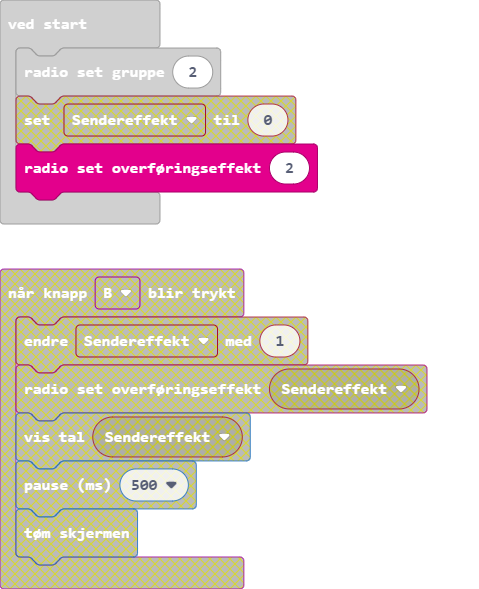 ved start
radio set gruppe 2
set Sendereffekt til 0
radio set overføringseffekt 2
når knapp B blir trykt
endre Sendereffekt med 1
radio set overføringseffekt Sendereffekt
vis tal Sendereffekt
pause (ms) 500
tøm skjermen